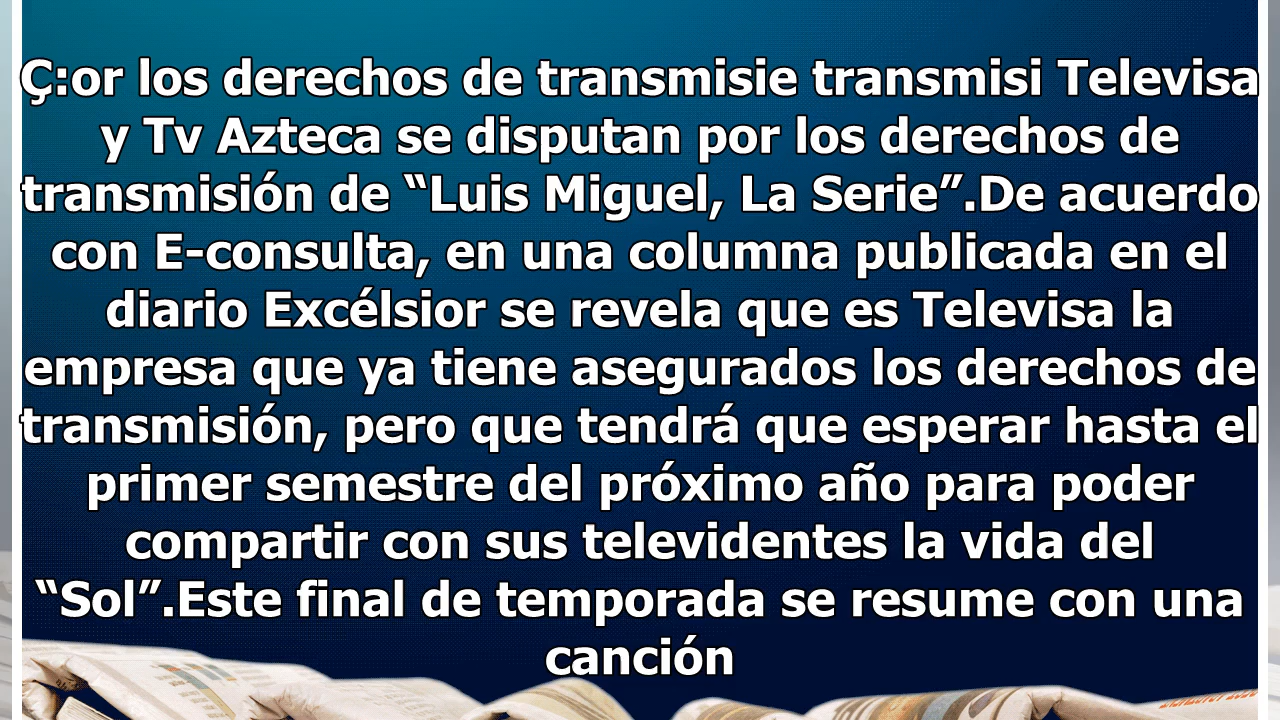 Ç:or los derechos de transmisie transmisi Televisa
y Tv Azteca se disputan por los derechos de
transmisión de “Luis Miguel, La Serie”.De acuerdo
con E-consulta, en una columna publicada en el
diario Excélsior se revela que es Televisa la
empresa que ya tiene asegurados los derechos de
transmisión, pero que tendrá que esperar hasta el
primer semestre del próximo año para poder
compartir con sus televidentes la vida del
“Sol”.Este final de temporada se resume con una
canción